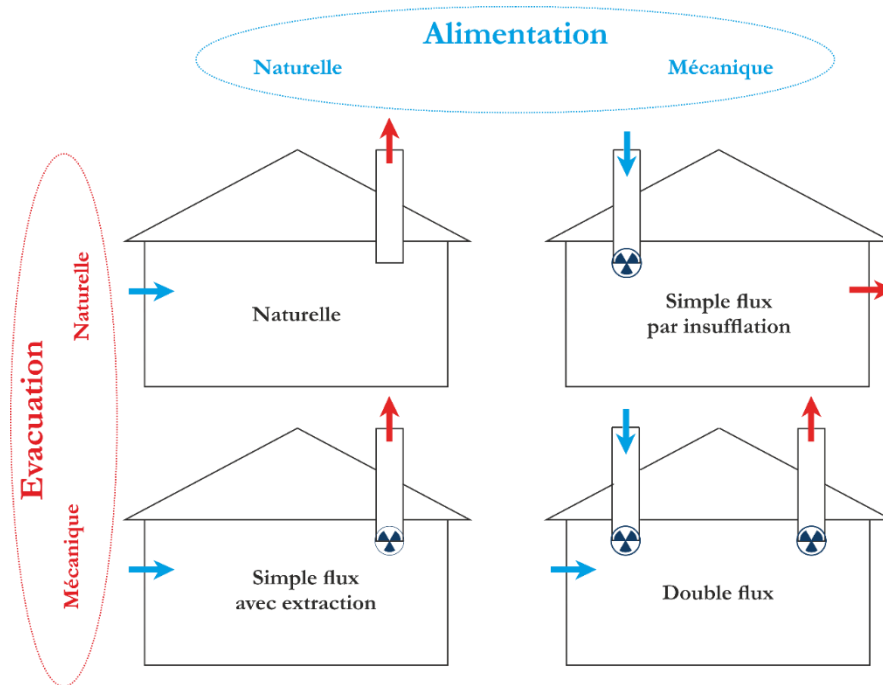 Alimentation
Naturelle
Mécanique
Evacuation
Naturelle
Mécanique
Naturelle
Simple flux
par insufflation
Simple flux
avec extraction
Double flux